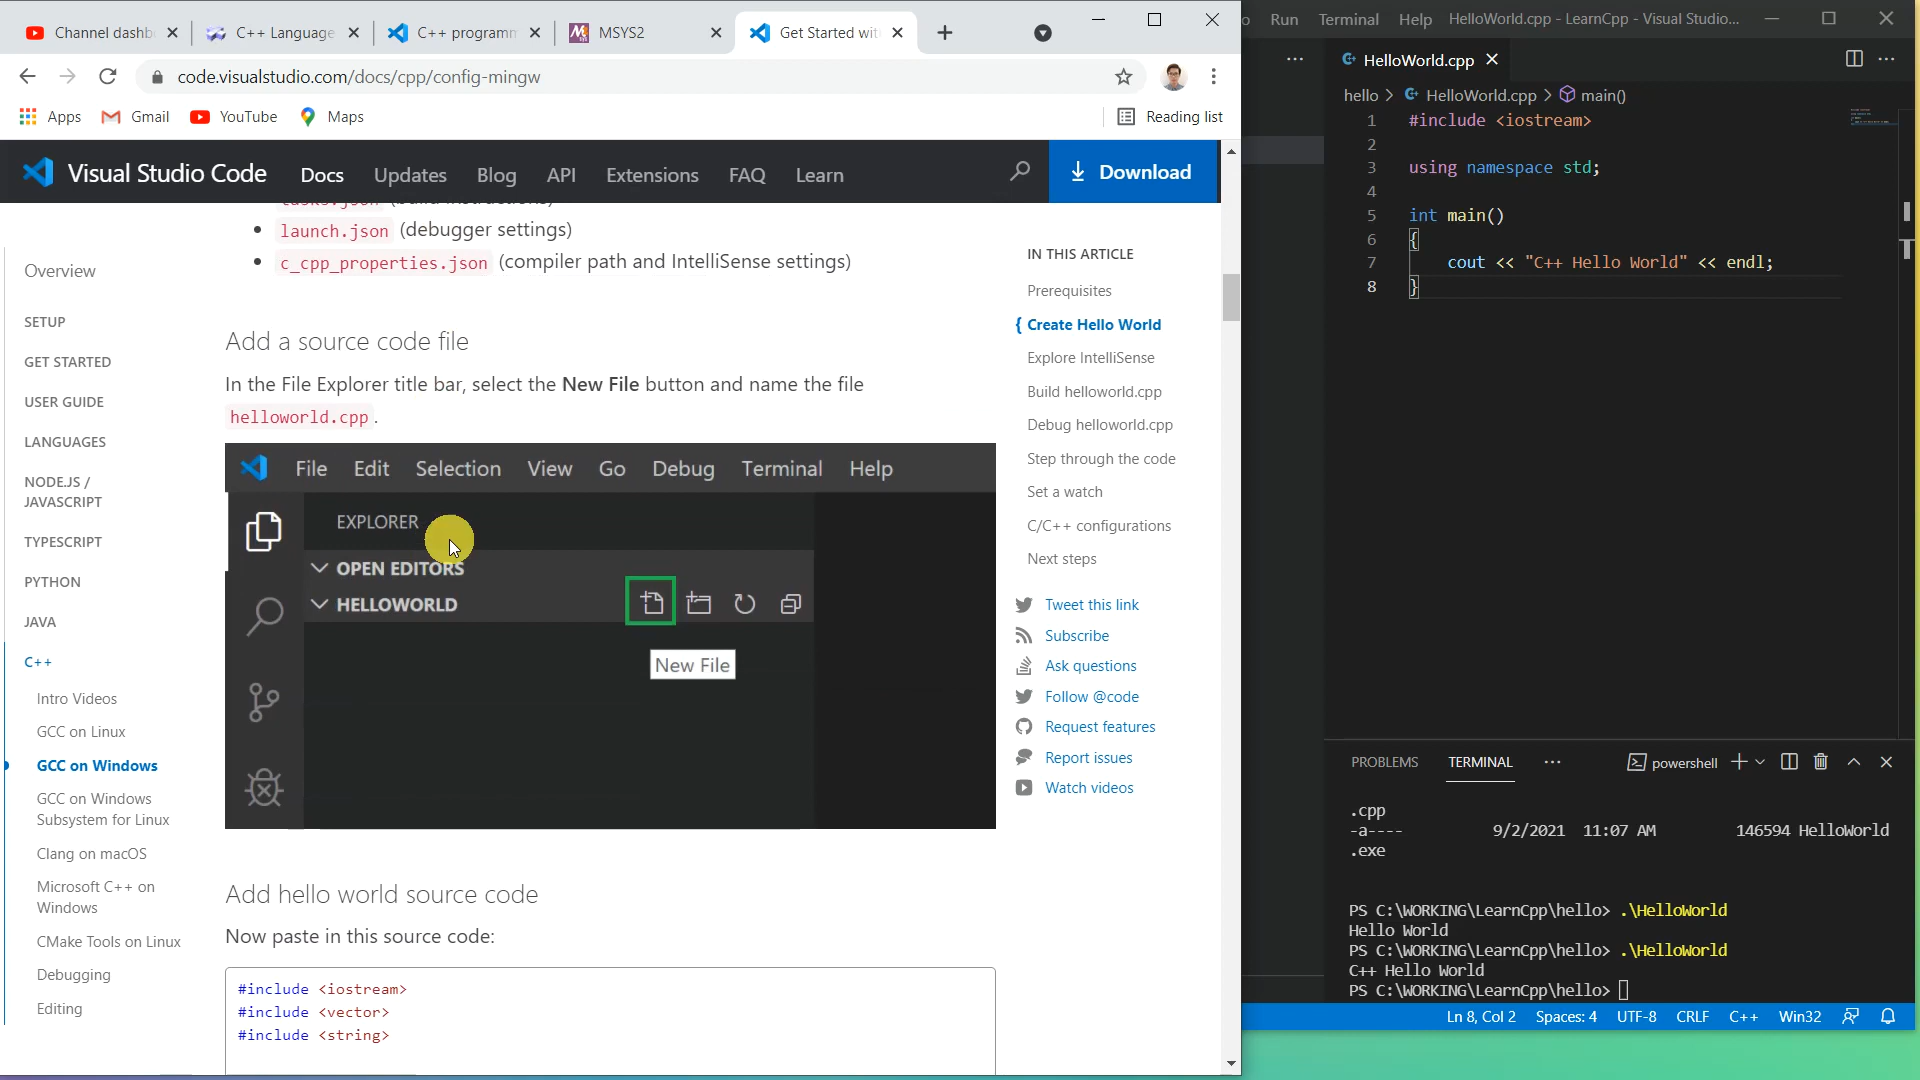 Channel dashb
C++ Language
C++ programm
MSYS2
Get Started wit
code.visualstudio.com/docs/cpp/config-mingw
Apps
Gmail
YouTube
Maps
Reading list
Visual Studio Code
Docs
Updates
Blog
API
Extensions
FAQ
Learn
Download
tasks.json (build instructions)
launch.json (debugger settings)
c_cpp_properties.json (compiler path and IntelliSense settings)
Overview
SETUP
GET STARTED
USER GUIDE
LANGUAGES
NODE.JS /
JAVASCRIPT
TYPESCRIPT
PYTHON
JAVA
C++
Intro Videos
GCC on Linux
GCC on Windows
GCC on Windows
Subsystem for Linux
Clang on macOS
Microsoft C++ on
Windows
CMake Tools on Linux
Debugging
Editing
Add a source code file
In the File Explorer title bar, select the New File button and name the file
helloworld.cpp .
File Edit Selection View Go Debug Terminal Help
EXPLORER
OPEN EDITORS
HELLOWORLD
New File
Add hello world source code
Now paste in this source code:
#include <iostream>
#include <vector>
#include <string>
IN THIS ARTICLE
Prerequisites
{ Create Hello World
Explore IntelliSense
Build helloworld.cpp
Debug helloworld.cpp
Step through the code
Set a watch
C/C++ configurations
Next steps
Tweet this link
Subscribe
Ask questions
Follow @code
Request features
Report issues
Watch videos
o Run Terminal Help HelloWorld.cpp - LearnCpp - Visual Studio...
HelloWorld.cpp
hello > HelloWorld.cpp > main()
1 #include <iostream>
2
3 using namespace std;
4
5 int main()
6 {
7 cout << "C++ Hello World" << endl;
8 }
PROBLEMS TERMINAL ... powershell
.cpp
-a---- 9/2/2021 11:07 AM 146594 HelloWorld
.exe
PS C:\WORKING\LearnCpp\hello> .\HelloWorld
Hello World
PS C:\WORKING\LearnCpp\hello> .\HelloWorld
C++ Hello World
PS C:\WORKING\LearnCpp\hello>
Ln 8, Col 2 Spaces: 4 UTF-8 CRLF C++ Win32